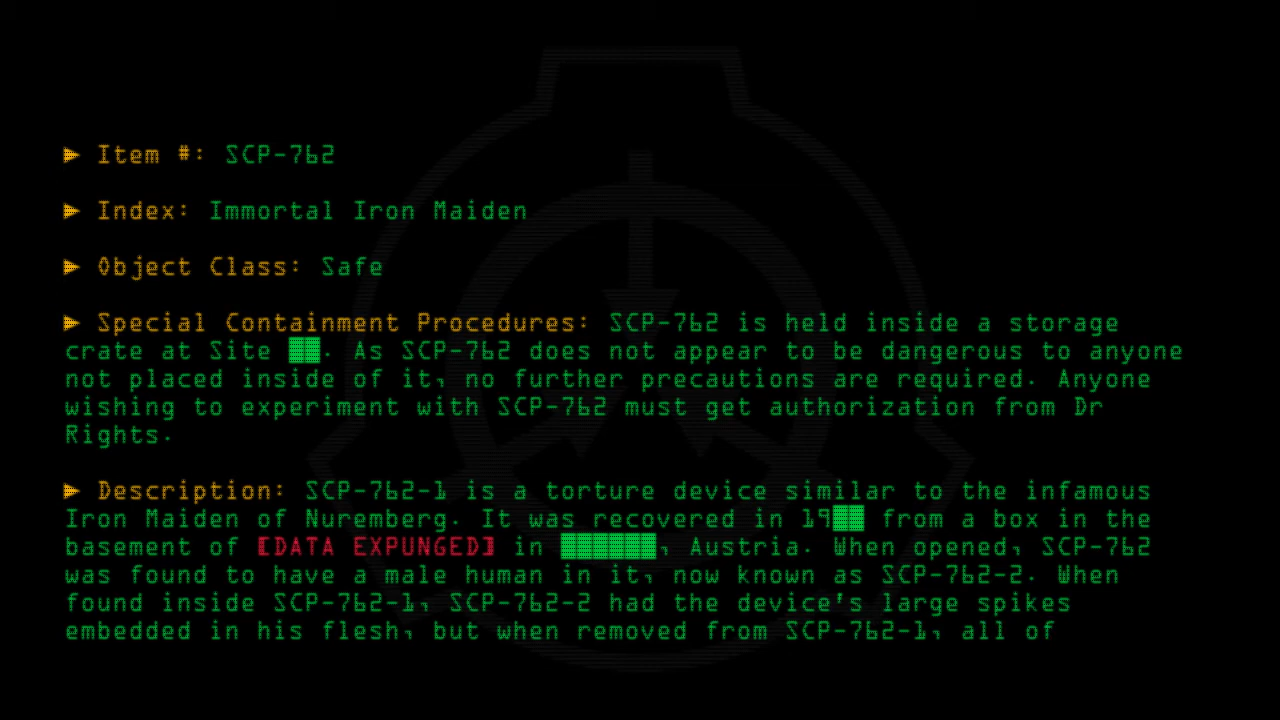 ► Item #: SCP-762
► Index: Immortal Iron Maiden
► Object Class: Safe
► Special Containment Procedures: SCP-762 is held inside a storage
crate at Site ██. As SCP-762 does not appear to be dangerous to anyone
not placed inside of it, no further precautions are required. Anyone
wishing to experiment with SCP-762 must get authorization from Dr
Rights.
► Description: SCP-762-1 is a torture device similar to the infamous
Iron Maiden of Nuremberg. It was recovered in 19██ from a box in the
basement of [DATA EXPUNGED] in ██████, Austria. When opened, SCP-762
was found to have a male human in it, now known as SCP-762-2. When
found inside SCP-762-1, SCP-762-2 had the device's large spikes
embedded in his flesh, but when removed from SCP-762-1, all of